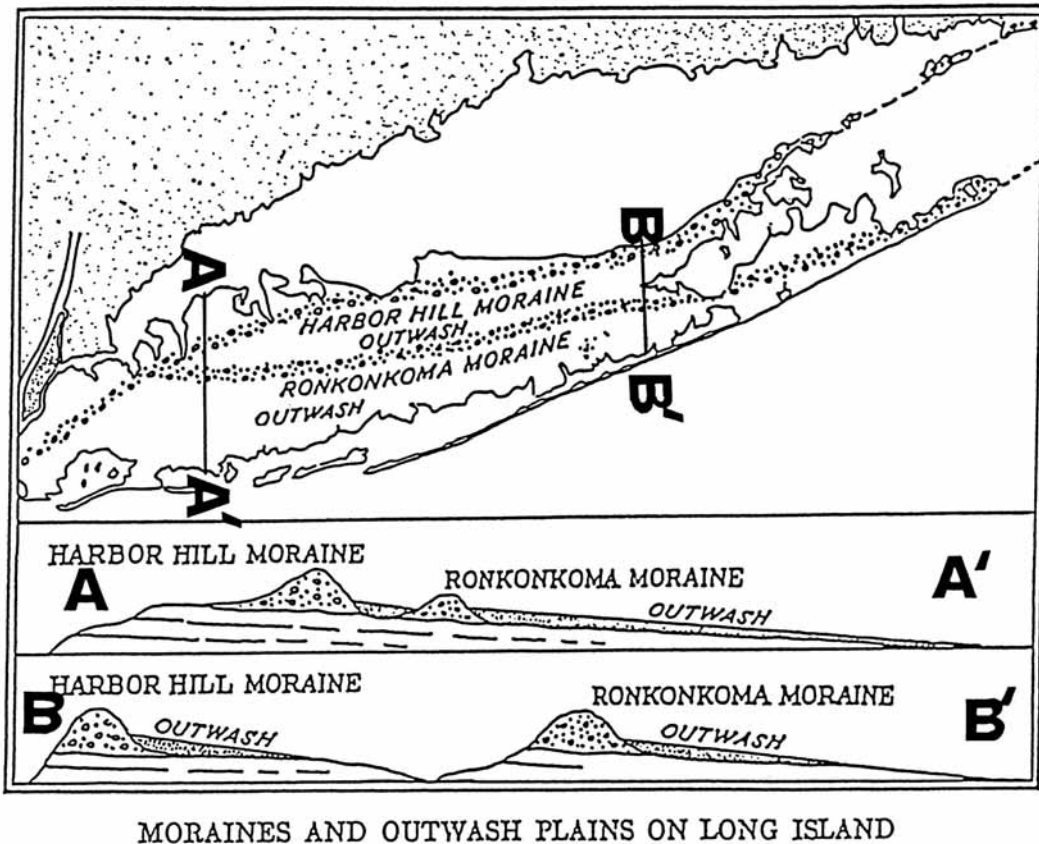 A
B
HARBOR HILL MORAINE
OUTWASH
RONKONKOMA MORAINE
OUTWASH
B'
A'
HARBOR HILL MORAINE
RONKONKOMA MORAINE
A
OUTWASH
A'
HARBOR HILL MORAINE
RONKONKOMA MORAINE
B
OUTWASH
OUTWASH
B'
MORAINES AND OUTWASH PLAINS ON LONG ISLAND